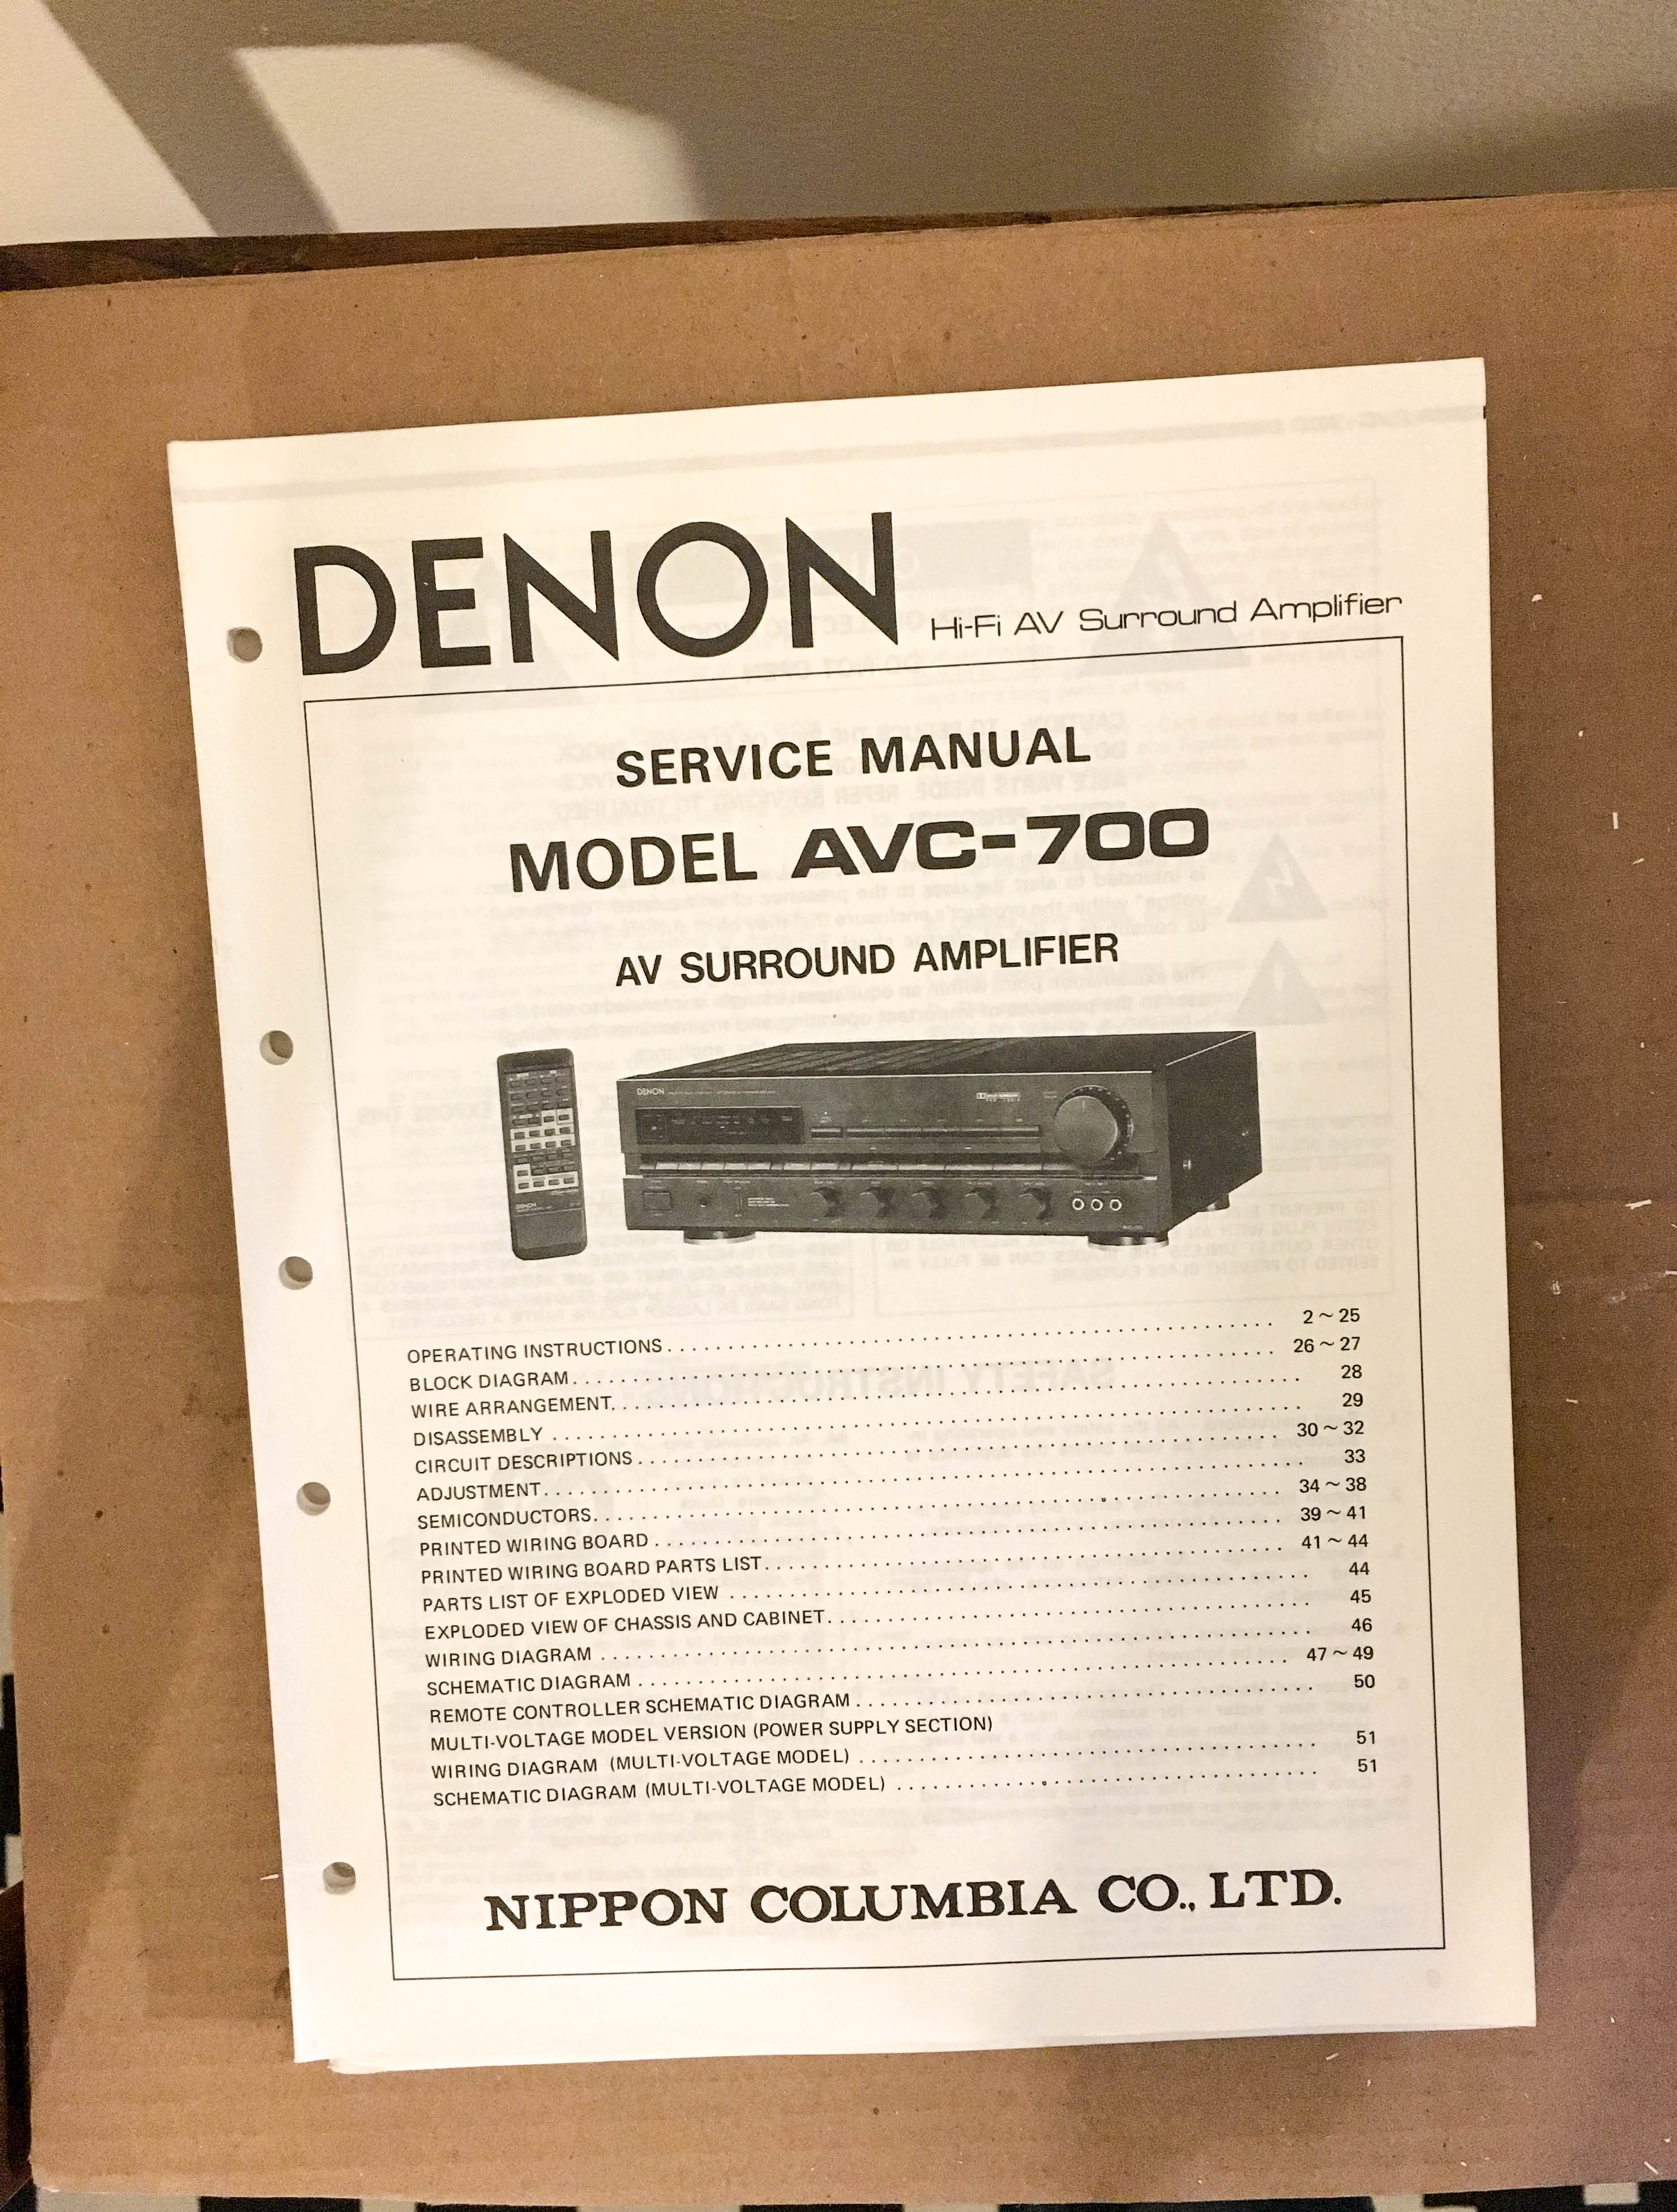 DENON Hi-Fi AV Surround Amplifier
SERVICE MANUAL
MODEL AVC-700
AV SURROUND AMPLIFIER
DENON
DENON
OPERATING INSTRUCTIONS . . . . . . . . . . 2 ~ 25
BLOCK DIAGRAM . . . . . . . . . . 26 ~ 27
WIRE ARRANGEMENT . . . . . . . . . . 28
DISASSEMBLY . . . . . . . . . . 29
CIRCUIT DESCRIPTIONS . . . . . . . . . . 30 ~ 32
ADJUSTMENT . . . . . . . . . . 33
SEMICONDUCTORS . . . . . . . . . . 34 ~ 38
PRINTED WIRING BOARD . . . . . . . . . . 39 ~ 41
PRINTED WIRING BOARD PARTS LIST . . . . . . . . . . 41 ~ 44
PARTS LIST OF EXPLODED VIEW . . . . . . . . . . 44
EXPLODED VIEW OF CHASSIS AND CABINET . . . . . . . . . . 45
WIRING DIAGRAM . . . . . . . . . . 46
SCHEMATIC DIAGRAM . . . . . . . . . . 47 ~ 49
REMOTE CONTROLLER SCHEMATIC DIAGRAM . . . . . . . . . . 50
MULTI-VOLTAGE MODEL VERSION (POWER SUPPLY SECTION)
WIRING DIAGRAM (MULTI-VOLTAGE MODEL) . . . . . . . . . . 51
SCHEMATIC DIAGRAM (MULTI-VOLTAGE MODEL) . . . . . . . . . . 51
NIPPON COLUMBIA CO., LTD.